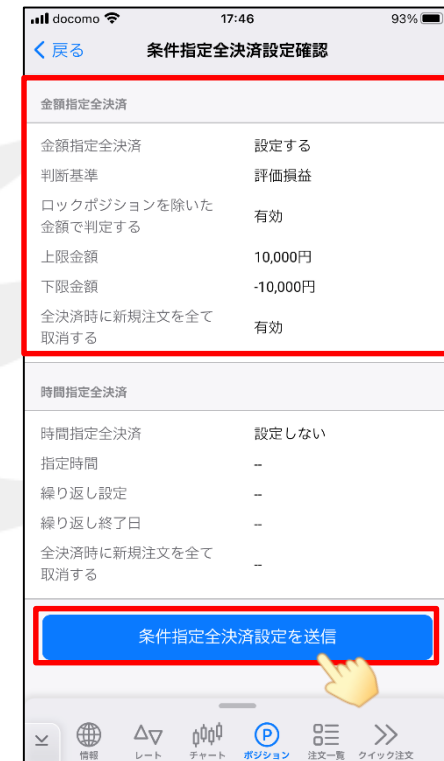 docomo 17:46 93%
戻る 条件指定全決済設定確認
金額指定全決済
金額指定全決済 設定する
判断基準 評価損益
ロックポジションを除いた
金額で判定する 有効
上限金額 10,000円
下限金額 -10,000円
全決済時に新規注文を全て
取消する 有効
時間指定全決済
時間指定全決済 設定しない
指定時間 --
繰り返し設定 --
繰り返し終了日 --
全決済時に新規注文を全て
取消する --
条件指定全決済設定を送信
情報 レート チャート ポジション 注文一覧 クイック注文